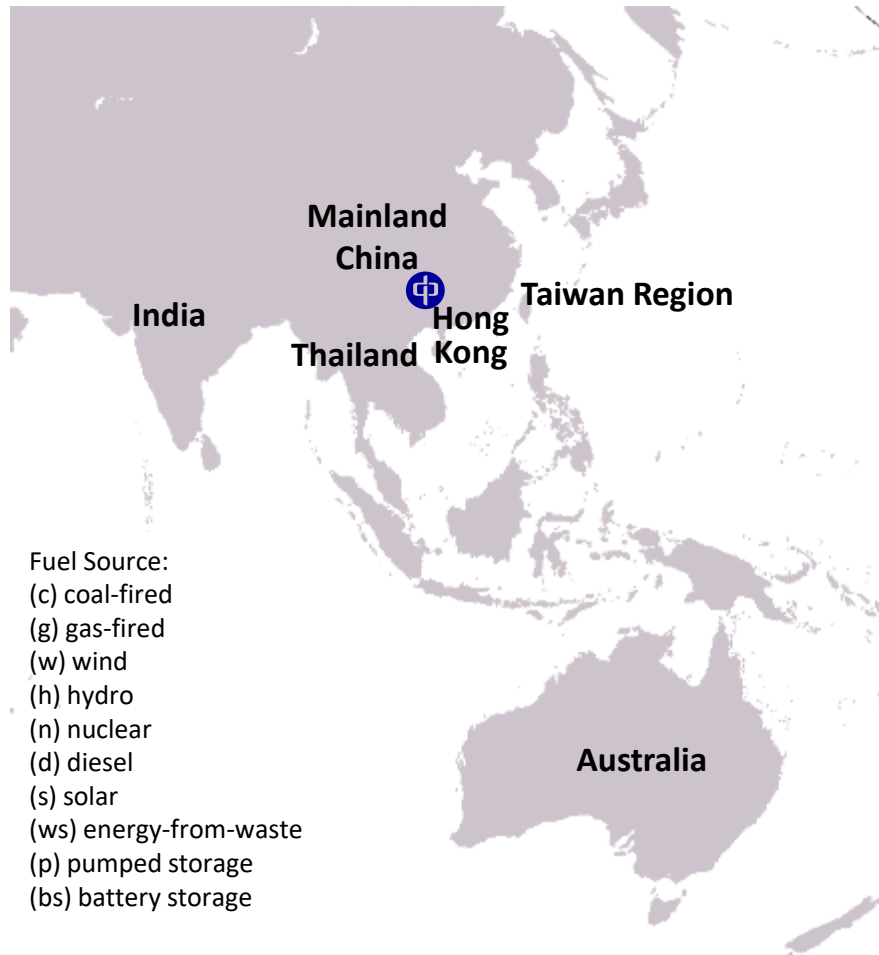 Mainland
China
India
Taiwan Region
Hong
Kong
Thailand
Fuel Source:
(c) coal-fired
(g) gas-fired
(w) wind
(h) hydro
(n) nuclear
(d) diesel
(s) solar
(ws) energy-from-waste
(p) pumped storage
(bs) battery storage
Australia